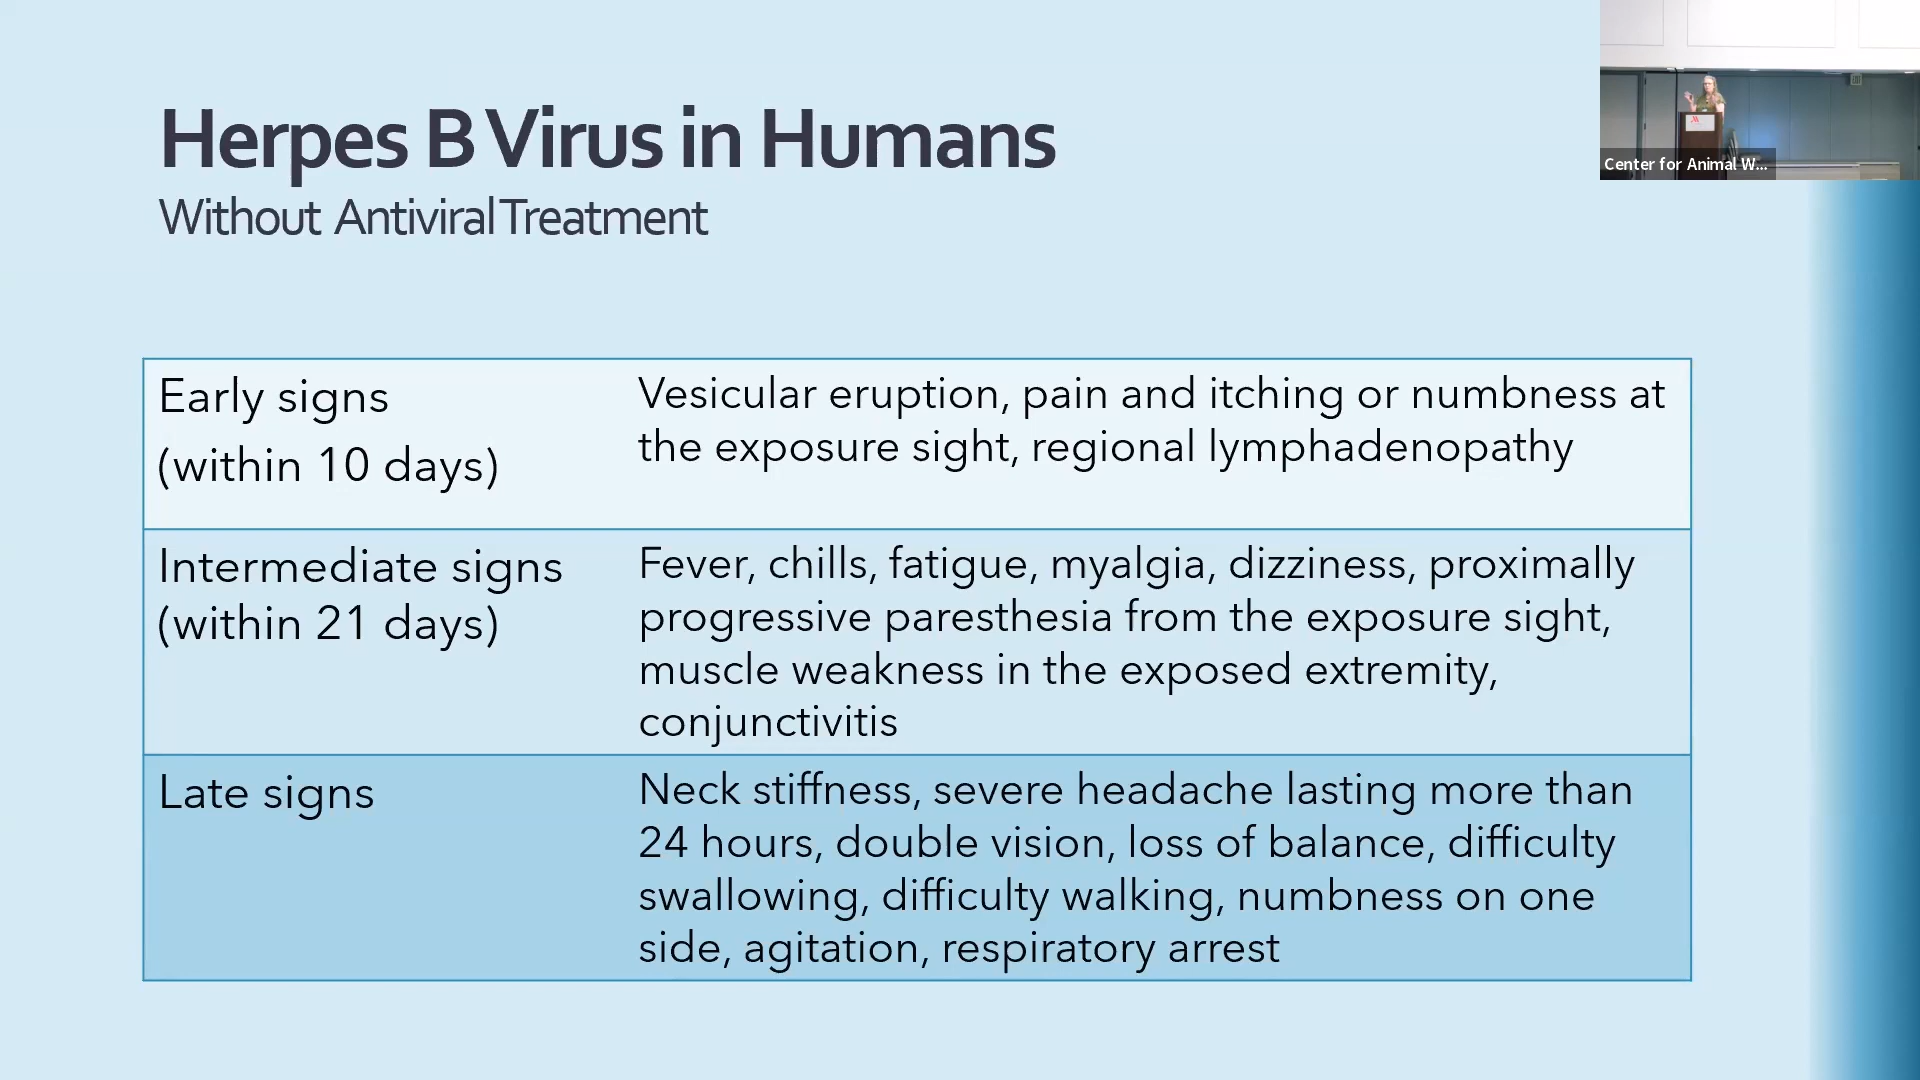 Herpes B Virus in Humans
Without Antiviral Treatment
Center for Animal W...
Early signs
(within 10 days)
Vesicular eruption, pain and itching or numbness at
the exposure sight, regional lymphadenopathy
Intermediate signs
(within 21 days)
Fever, chills, fatigue, myalgia, dizziness, proximally
progressive paresthesia from the exposure sight,
muscle weakness in the exposed extremity,
conjunctivitis
Late signs
Neck stiffness, severe headache lasting more than
24 hours, double vision, loss of balance, difficulty
swallowing, difficulty walking, numbness on one
side, agitation, respiratory arrest